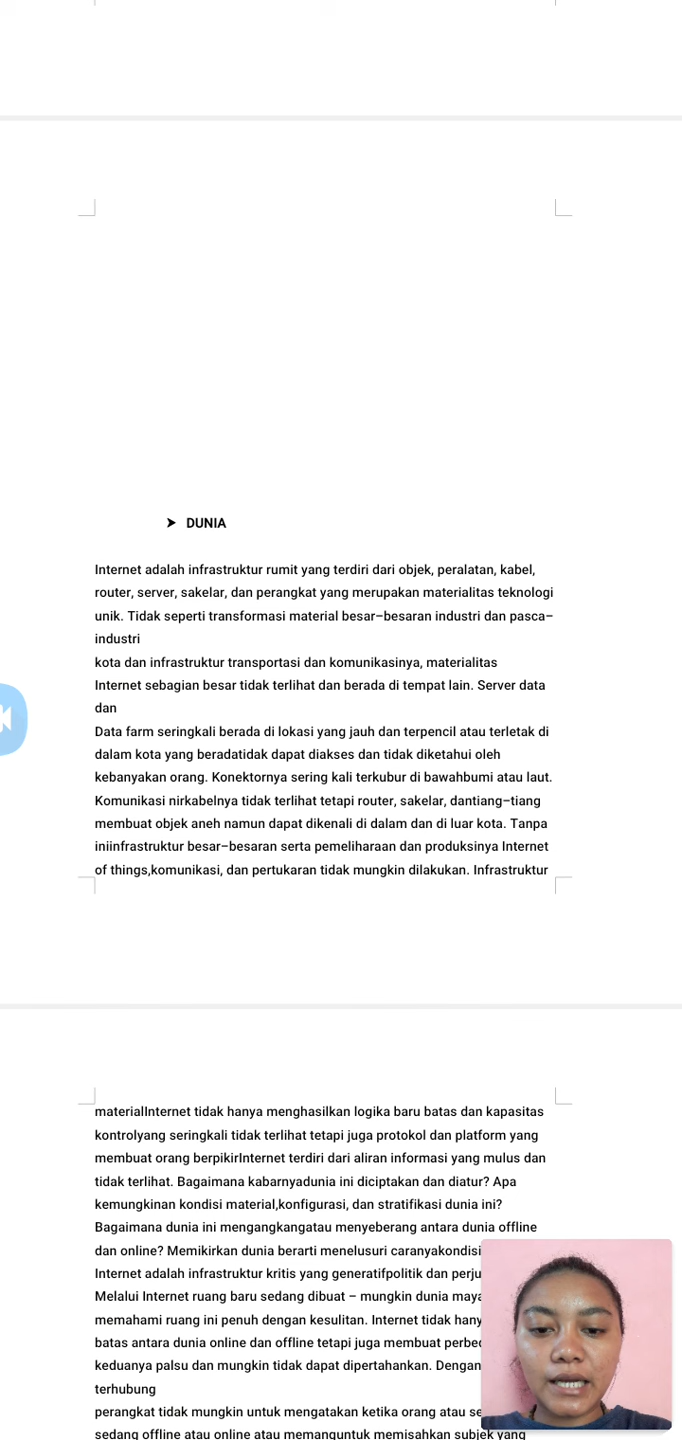 ➤ DUNIA
Internet adalah infrastruktur rumit yang terdiri dari objek, peralatan, kabel,
router, server, sakelar, dan perangkat yang merupakan materialitas teknologi
unik. Tidak seperti transformasi material besar–besaran industri dan pasca–
industri
kota dan infrastruktur transportasi dan komunikasinya, materialitas
Internet sebagian besar tidak terlihat dan berada di tempat lain. Server data
dan
Data farm seringkali berada di lokasi yang jauh dan terpencil atau terletak di
dalam kota yang beradatidak dapat diakses dan tidak diketahui oleh
kebanyakan orang. Konektornya sering kali terkubur di bawahbumi atau laut.
Komunikasi nirkabelnya tidak terlihat tetapi router, sakelar, dantiang–tiang
membuat objek aneh namun dapat dikenali di dalam dan di luar kota. Tanpa
iniinfrastruktur besar–besaran serta pemeliharaan dan produksinya Internet
of things,komunikasi, dan pertukaran tidak mungkin dilakukan. Infrastruktur
materialInternet tidak hanya menghasilkan logika baru batas dan kapasitas
kontrolyang seringkali tidak terlihat tetapi juga protokol dan platform yang
membuat orang berpikirInternet terdiri dari aliran informasi yang mulus dan
tidak terlihat. Bagaimana kabarnyadunia ini diciptakan dan diatur? Apa
kemungkinan kondisi material,konfigurasi, dan stratifikasi dunia ini?
Bagaimana dunia ini mengangkangatau menyeberang antara dunia offline
dan online? Memikirkan dunia berarti menelusuri caranyakondisi
Internet adalah infrastruktur kritis yang generatifpolitik dan
Melalui Internet ruang baru sedang dibuat – mungkin dunia
memahami ruang ini penuh dengan kesulitan. Internet tidak
batas antara dunia online dan offline tetapi juga membuat
keduanya palsu dan mungkin tidak dapat dipertahankan. Dengan
terhubung
perangkat tidak mungkin untuk mengatakan ketika orang atau
sedang offline atau online atau memanguntuk memisahkan subjek yang